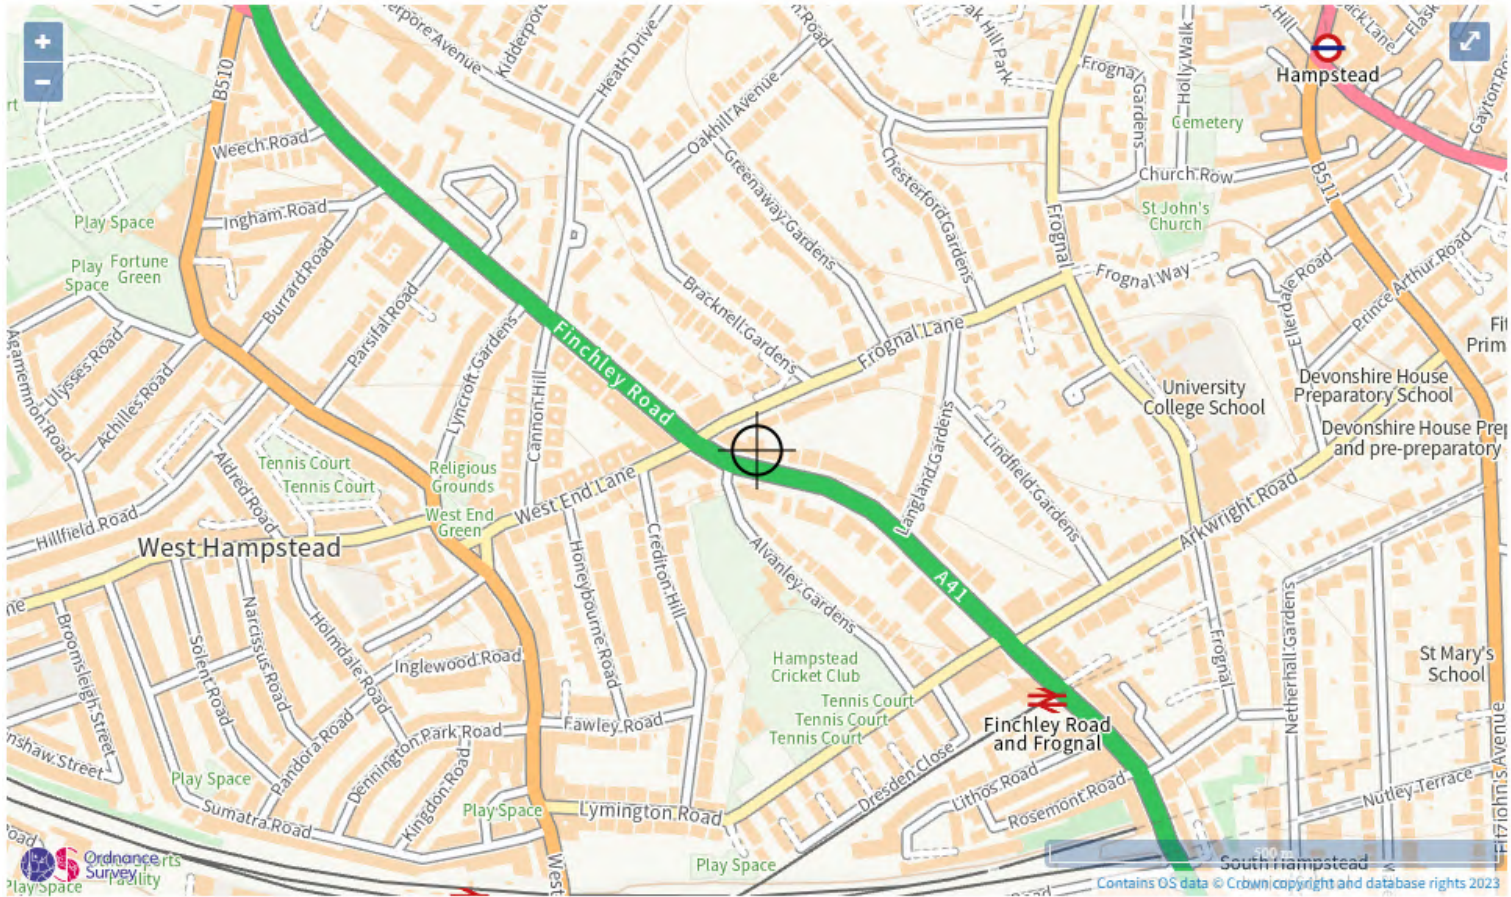 +
−
B510
Kidderpore
Heath Drive
Oak Hill Park
Frognal Gardens
Holly Walk
Hampstead
Gayton
Weech Road
Oakhill Avenue
Cemetery
Church Row
B511
Greenaway Gardens
Chesterford Gardens
Frognal
St John's
Church
Play Space
Ingham Road
Burrard Road
Play
Space
Fortune
Green
Parsifal Road
Bracknell Gardens
Frognal Way
Ellerdale Road
Prince Arthur Road
Frognal Lane
Finchley Road
Agamemnon Road
Ulysses Road
Achilles Road
Lyncroft Gardens
Cannon Hill
Prim
University
College School
Devonshire House
Preparatory School
Devonshire House Prep
and pre-preparatory
Langland Gardens
Lindfield Gardens
Arkwright Road
Tennis Court
Tennis Court
Religious
Grounds
Aldred Road
West End Lane
West End
Green
Hillfield Road
West Hampstead
Honeybourne Road
Crediton Hill
Alvanley Gardens
A41
Broomsleigh Street
Solent Road
Narcissus Road
Holmdale Road
Inglewood Road
Frognal
Netherhall Gardens
Hampstead
Cricket Club
St Mary's
School
Tennis Court
Tennis Court
Tennis Court
Finchley Road
and Frognal
Fawley Road
Dennington Park Road
Pandora Road
Kingdon Road
Play Space
Sumatra Road
Play Space
Lymington Road
Dresden Close
Lithos Road
Rosemont Road
Nutley Terrace
Fitzjohn's Avenue
Ordnance
Survey
Play Space
Facility
Play Space
West
500 m
South Hampstead
Contains OS data © Crown copyright and database rights 2023